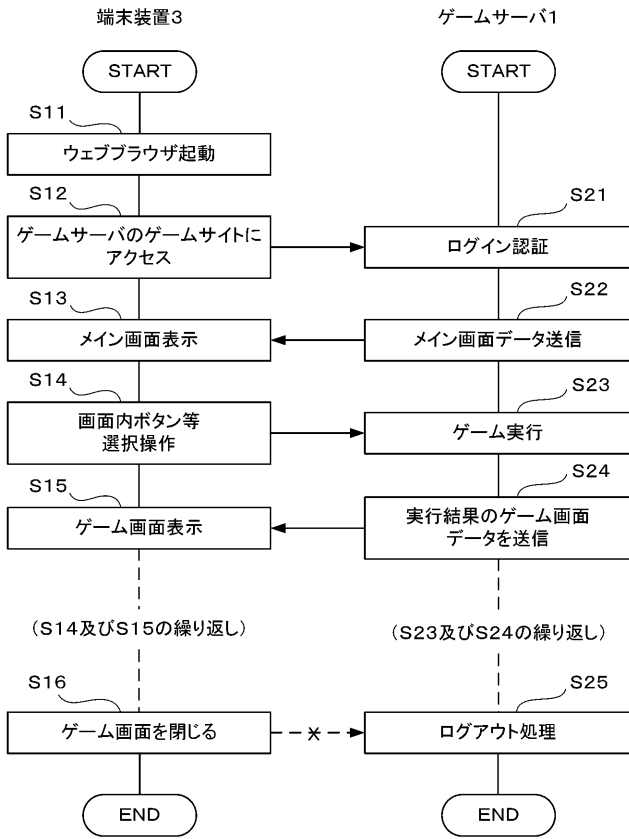 端末装置3
ゲームサーバ1
START
START
S11
ウェブブラウザ起動
S12
S21
ゲームサーバのゲームサイトに
アクセス
ログイン認証
S13
S22
メイン画面表示
メイン画面データ送信
S14
S23
画面内ボタン等
選択操作
ゲーム実行
S15
S24
ゲーム画面表示
実行結果のゲーム画面
データを送信
（S14及びS15の繰り返し）
（S23及びS24の繰り返し）
S16
S25
ゲーム画面を閉じる
ログアウト処理
END
END